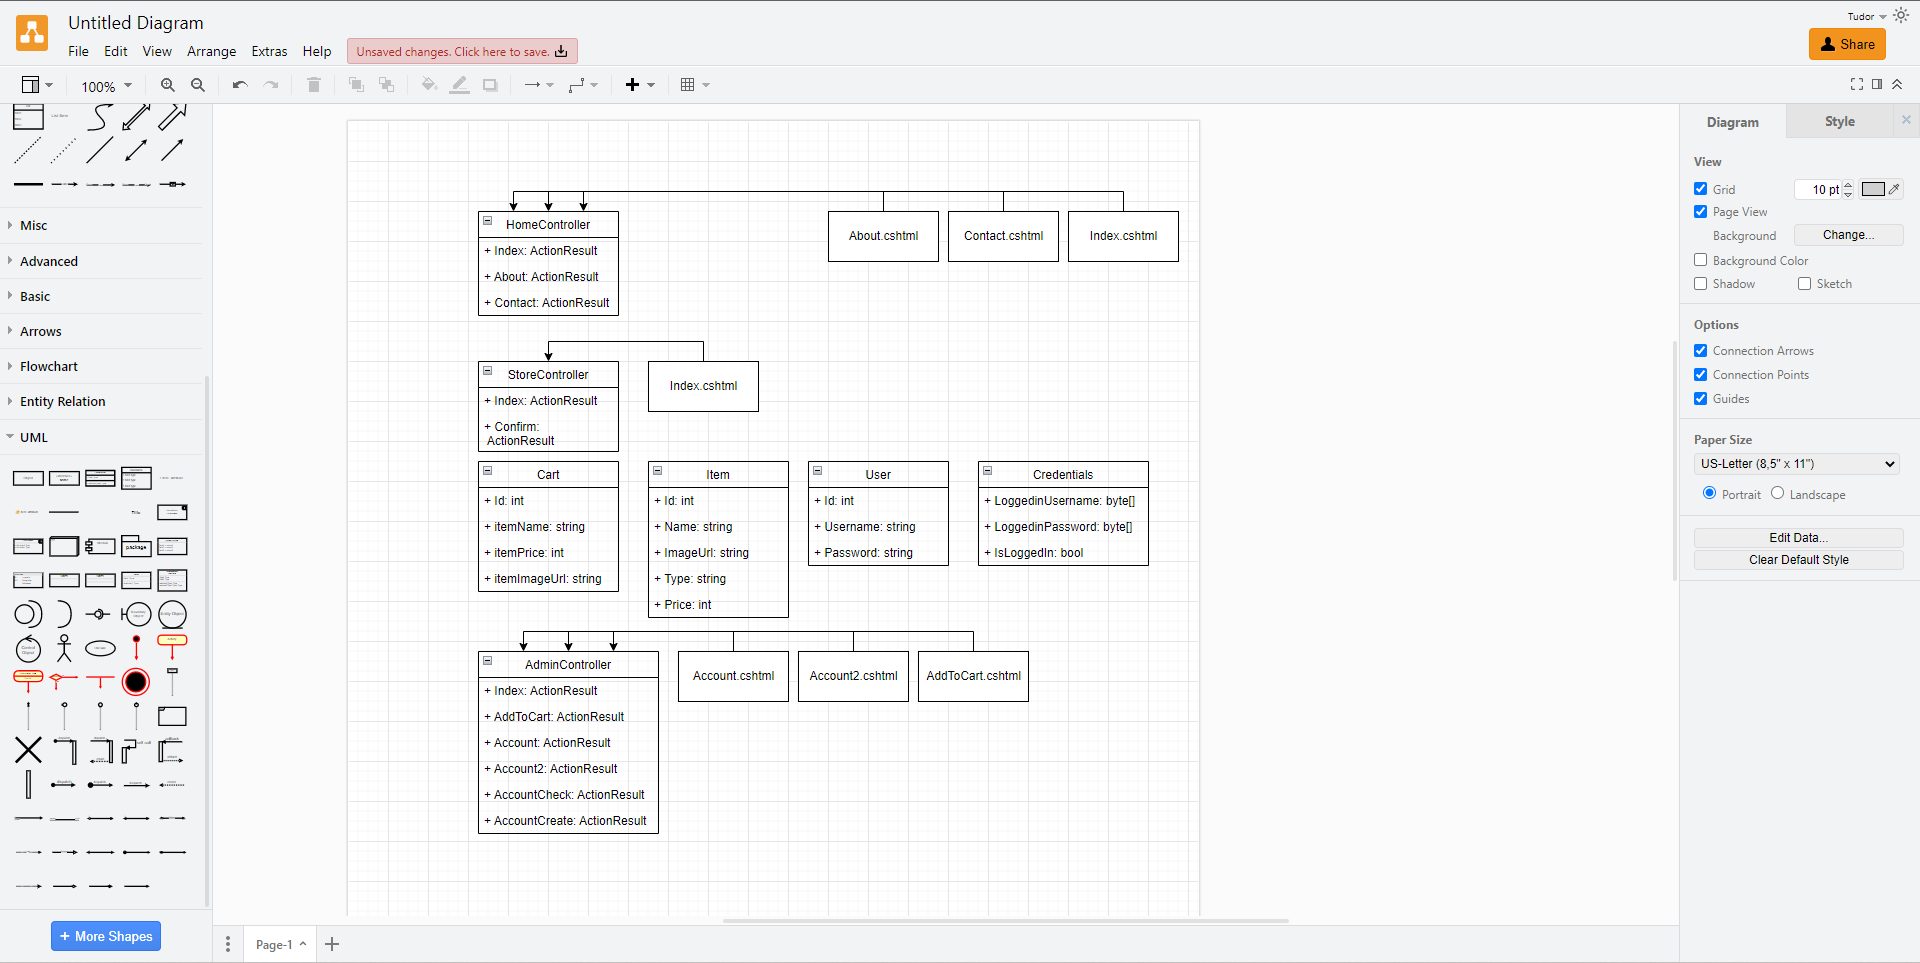 Untitled Diagram
Tudor
File Edit View Arrange Extras Help
Unsaved changes. Click here to save.
Share
100%
Diagram
Style
View
Grid
10 pt
Page View
Background
Change...
Background Color
Shadow
Sketch
Options
Connection Arrows
Connection Points
Guides
Paper Size
US-Letter (8,5" x 11")
Portrait
Landscape
Edit Data...
Clear Default Style
Misc
Advanced
Basic
Arrows
Flowchart
Entity Relation
UML
Title
package
+ More Shapes
HomeController
+ Index: ActionResult
+ About: ActionResult
+ Contact: ActionResult
About.cshtml
Contact.cshtml
Index.cshtml
StoreController
+ Index: ActionResult
+ Confirm:
ActionResult
Index.cshtml
Cart
+ Id: int
+ itemName: string
+ itemPrice: int
+ itemImageUrl: string
Item
+ Id: int
+ Name: string
+ ImageUrl: string
+ Type: string
+ Price: int
User
+ Id: int
+ Username: string
+ Password: string
Credentials
+ LoggedinUsername: byte[]
+ LoggedinPassword: byte[]
+ IsLoggedIn: bool
AdminController
+ Index: ActionResult
+ AddToCart: ActionResult
+ Account: ActionResult
+ Account2: ActionResult
+ AccountCheck: ActionResult
+ AccountCreate: ActionResult
Account.cshtml
Account2.cshtml
AddToCart.cshtml
Page-1